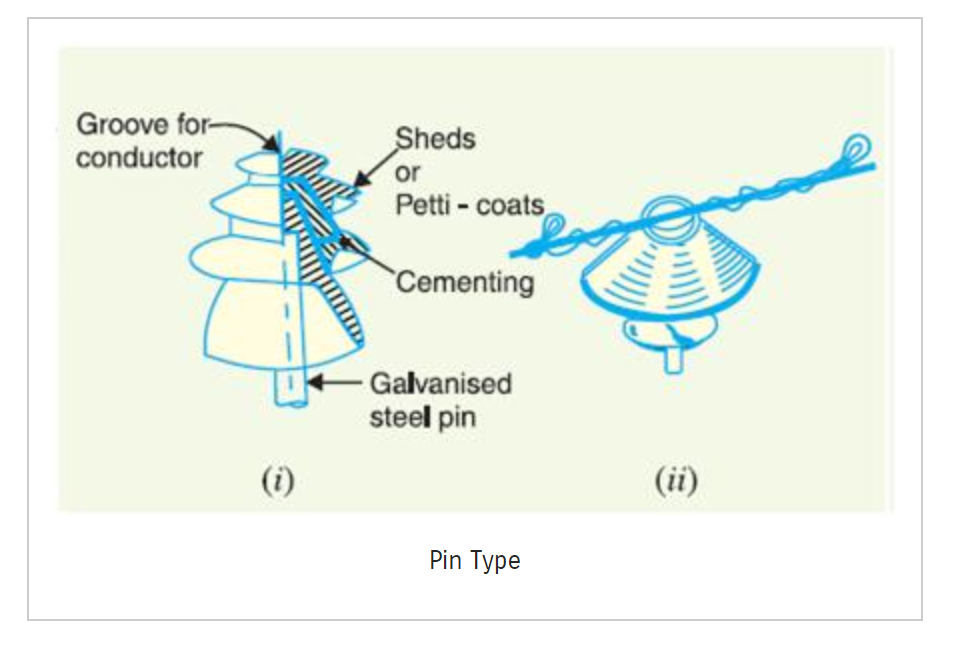 Groove for
conductor
Sheds
or
Petti - coats
Cementing
Galvanised
steel pin
(i)
(ii)
Pin Type